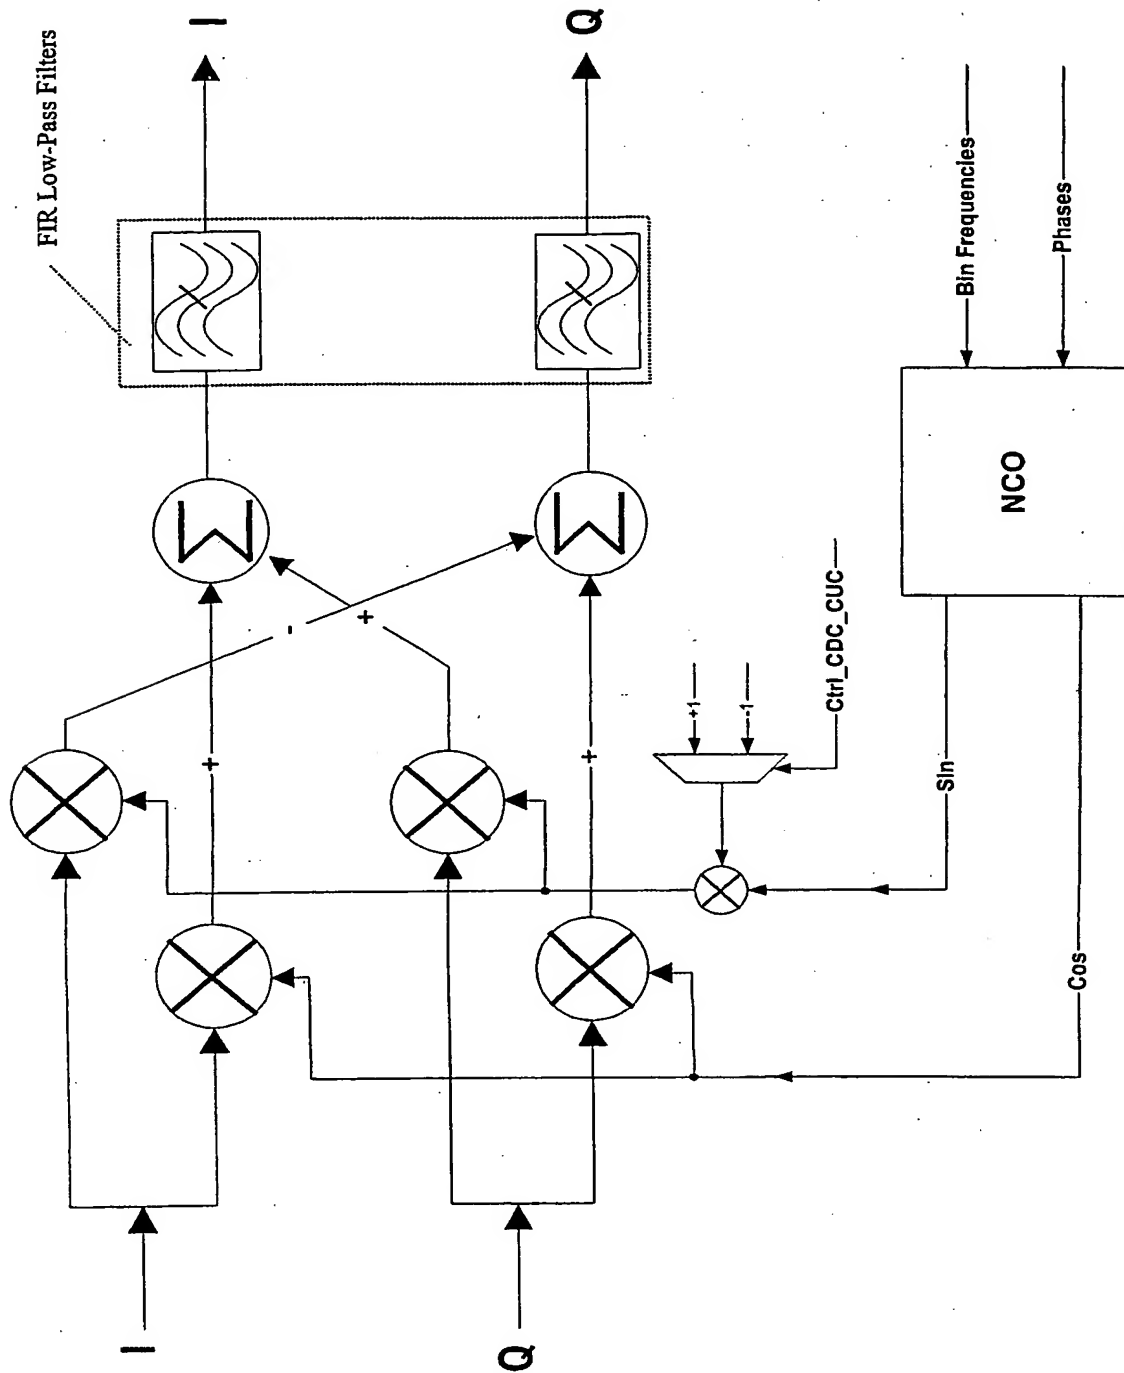 FIR Low-Pass Filters
I
Q
I
Q
+
-
+
+
+1
-1
Ctrl_CDC_CUC
Sin
Cos
NCO
Bin Frequencies
Phases